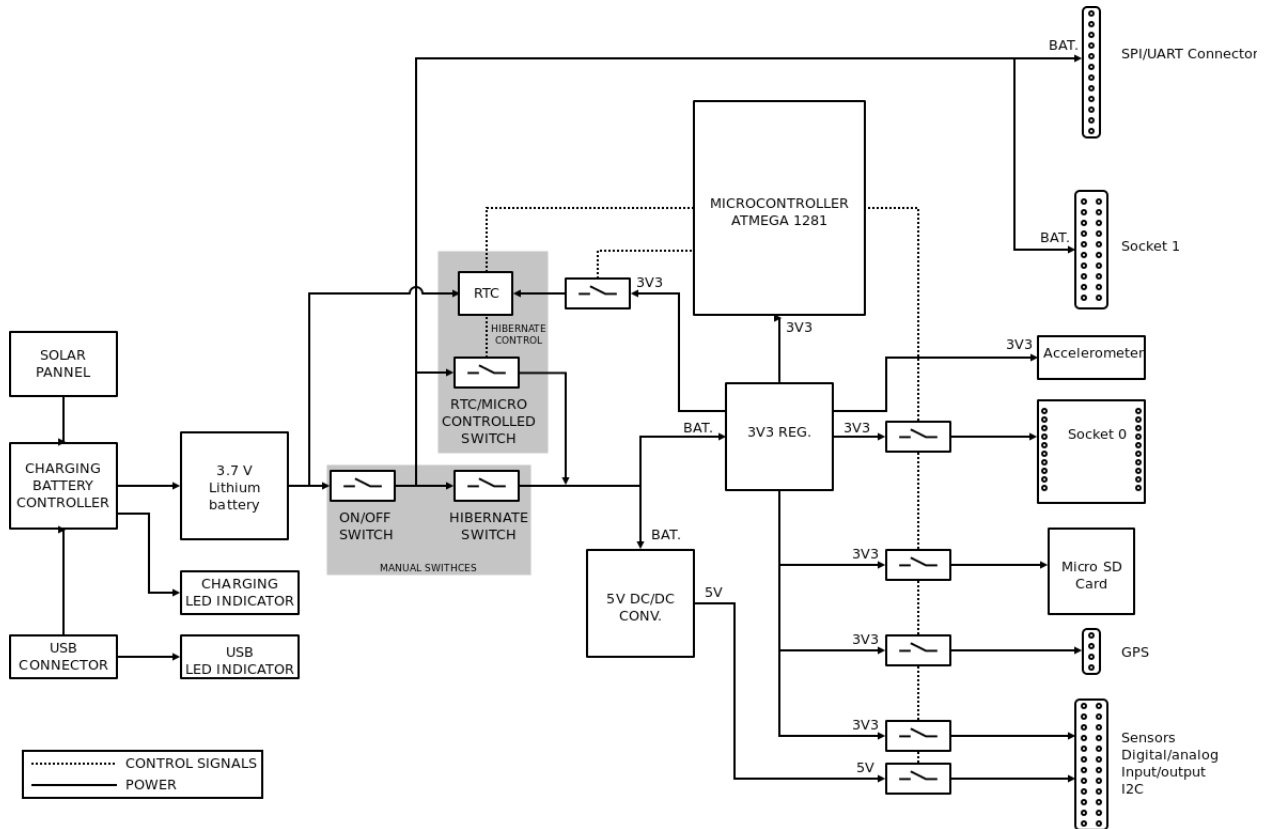 BAT.
SPI/UART Connector
MICROCONTROLLER
ATMEGA 1281
BAT.
Socket 1
RTC
3V3
HIBERNATE
CONTROL
3V3
3V3
Accelerometer
SOLAR
PANNEL
RTC/MICRO
CONTROLLED
SWITCH
BAT.
3V3 REG.
3V3
Socket 0
CHARGING
BATTERY
CONTROLLER
3.7 V
Lithium
battery
ON/OFF
SWITCH
HIBERNATE
SWITCH
MANUAL SWITHCES
BAT.
5V DC/DC
CONV.
5V
3V3
Micro SD
Card
CHARGING
LED INDICATOR
USB
CONNECTOR
USB
LED INDICATOR
3V3
GPS
3V3
5V
Sensors
Digital/analog
Input/output
I2C
CONTROL SIGNALS
POWER